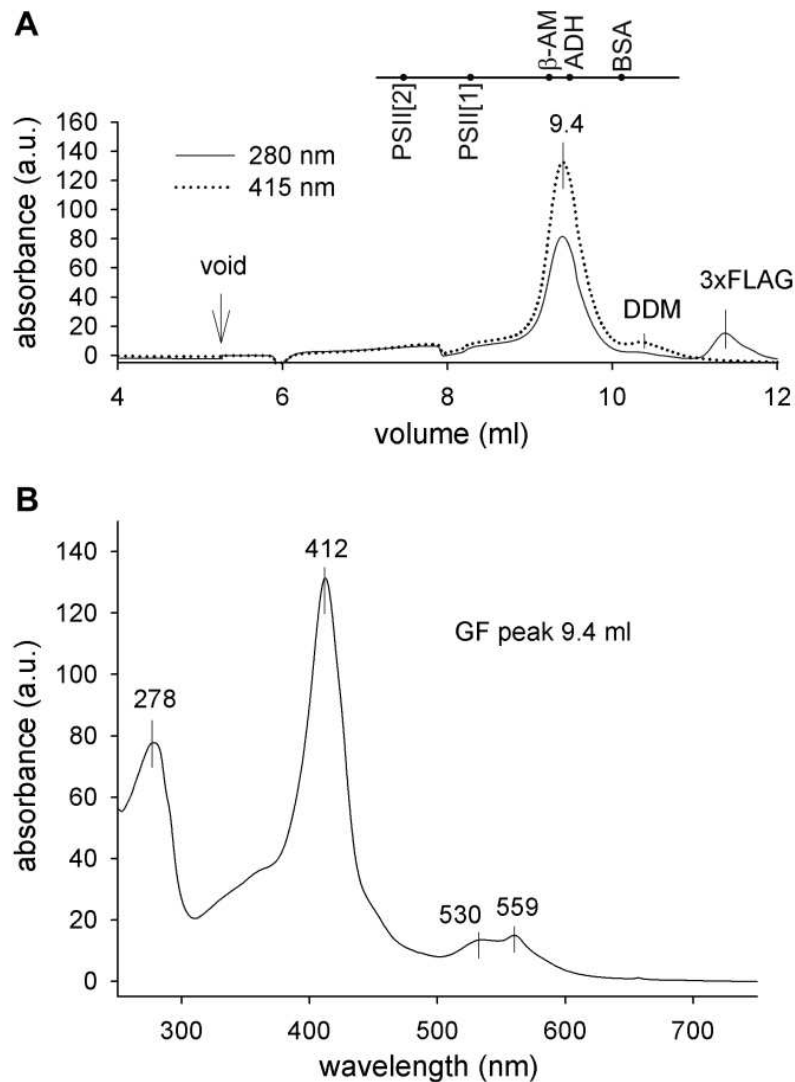 A
PSII[2]
PSII[1]
β-AM
ADH
BSA
9.4
280 nm
415 nm
void
DDM
3xFLAG
absorbance (a.u.)
160
140
120
100
80
60
40
20
0
4 6 8 10 12
volume (ml)
B
absorbance (a.u.)
140
120
100
80
60
40
20
0
278
412
530
559
GF peak 9.4 ml
300 400 500 600 700
wavelength (nm)